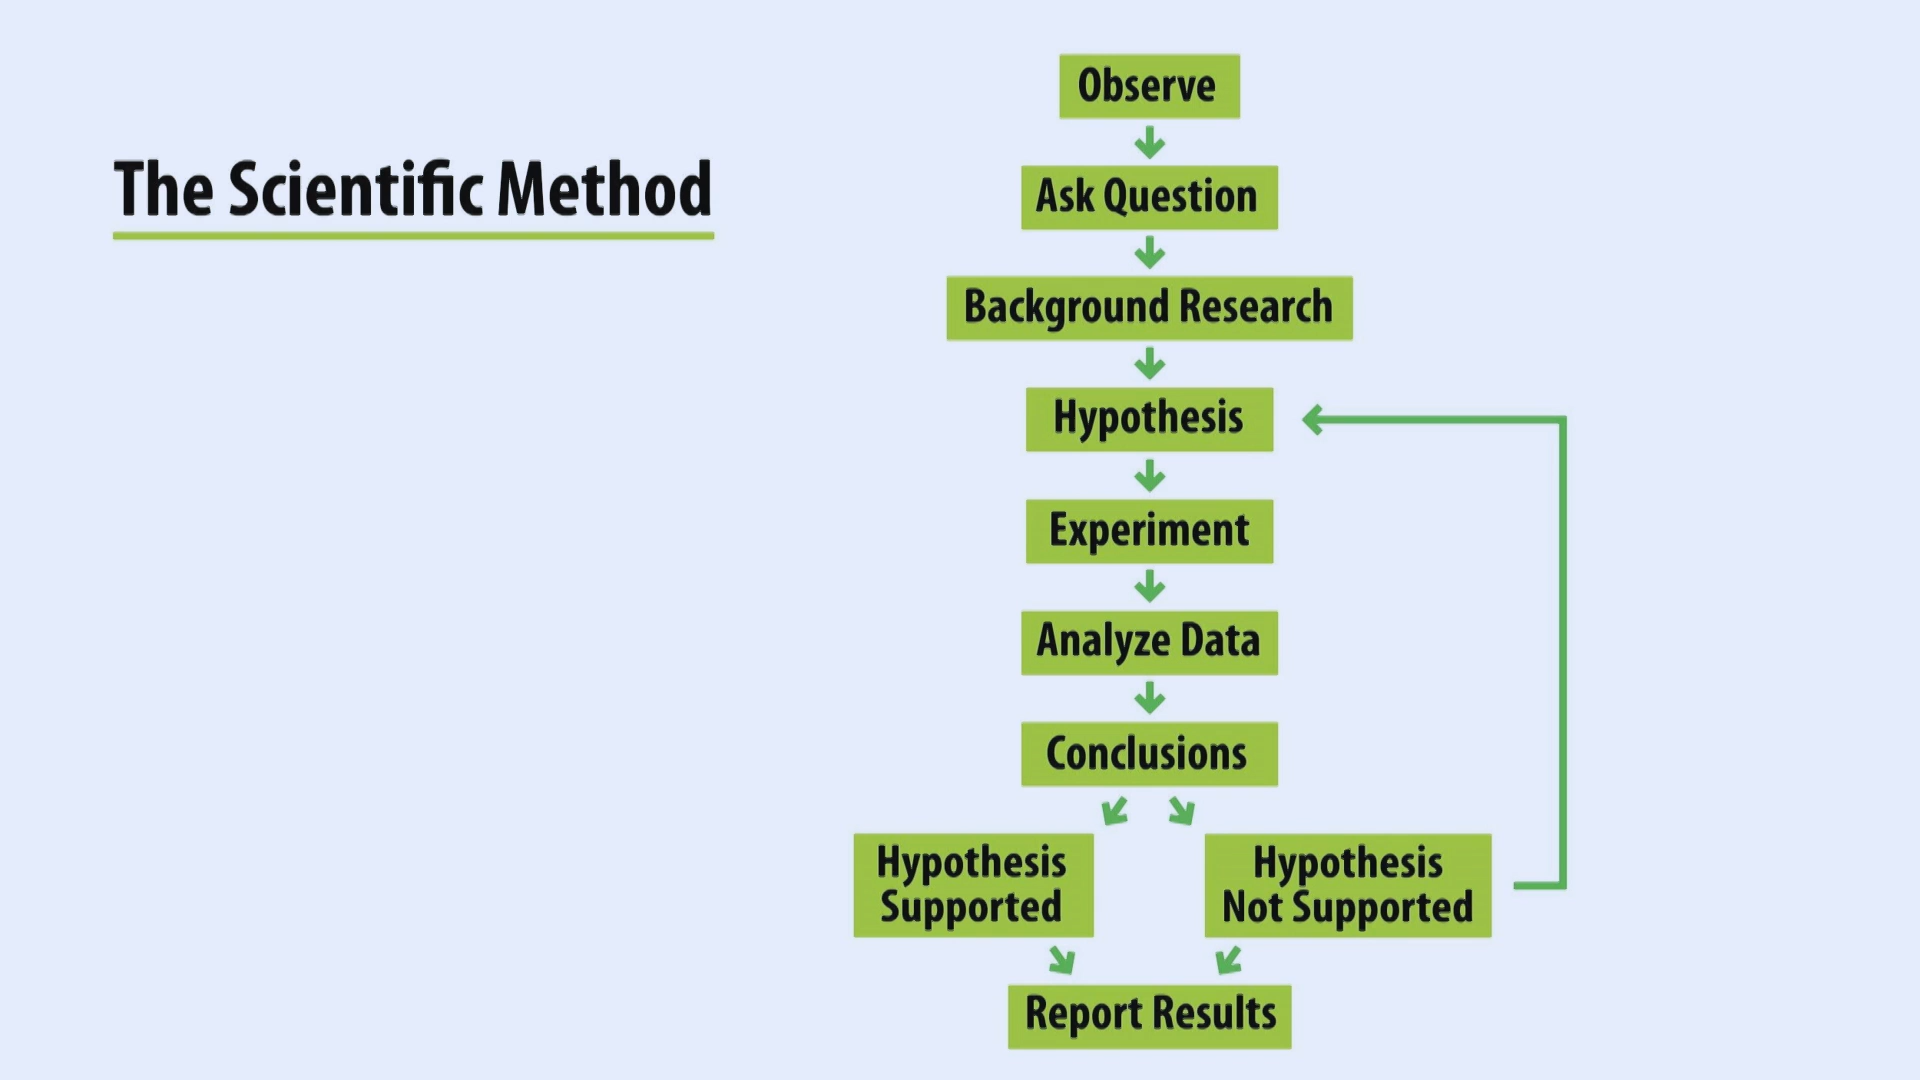 The Scientific Method
Observe
Ask Question
Background Research
Hypothesis
Experiment
Analyze Data
Conclusions
Hypothesis
Supported
Hypothesis
Not Supported
Report Results